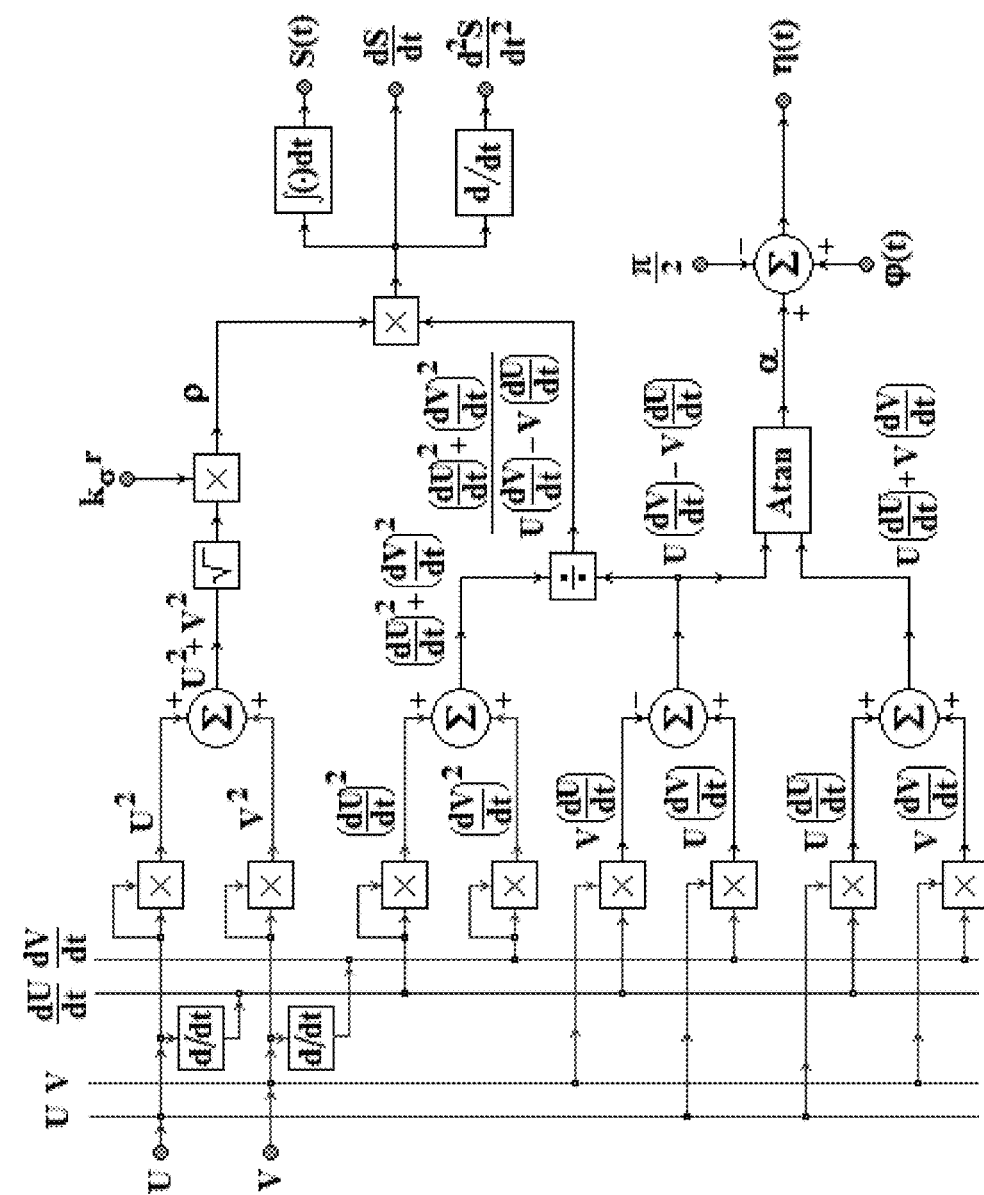 S(t)
dS
dt
d²S
dt²
η(t)
∫(·)dt
d/dt
π
2
φ(t)
Σ
−
+
+
×
ρ
α
k_σ r
×
√
(dU/dt)² + (dV/dt)²
U(dV/dt) − V(dU/dt)
÷
Atan
U(dV/dt) − V(dU/dt)
U(dU/dt) + V(dV/dt)
U² + V²
(dU/dt)² + (dV/dt)²
Σ
+
+
Σ
+
+
Σ
−
+
Σ
+
+
U²
V²
(dU/dt)²
(dV/dt)²
V(dU/dt)
U(dV/dt)
U(dU/dt)
V(dV/dt)
×
×
×
×
×
×
×
×
dU
dt
dV
dt
d/dt
d/dt
U V
U
V